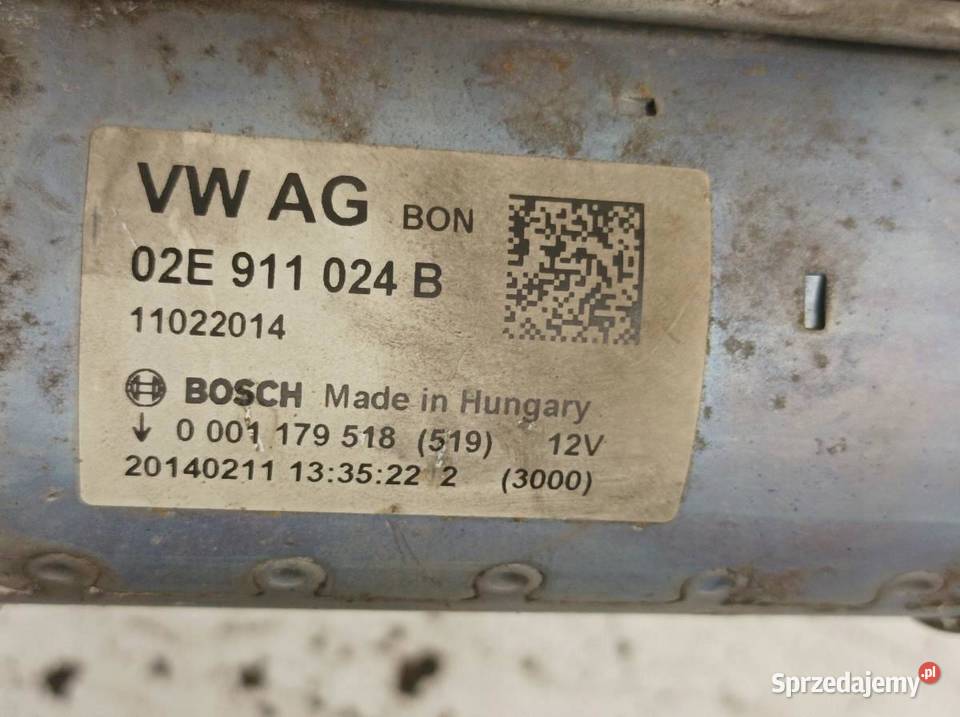 VW AG BON
02E 911 024 B
11022014
BOSCH Made in Hungary
↓ 0 001 179 518 (519) 12V
20140211 13:35:22 2 (3000)
Sprzedajemy.pl